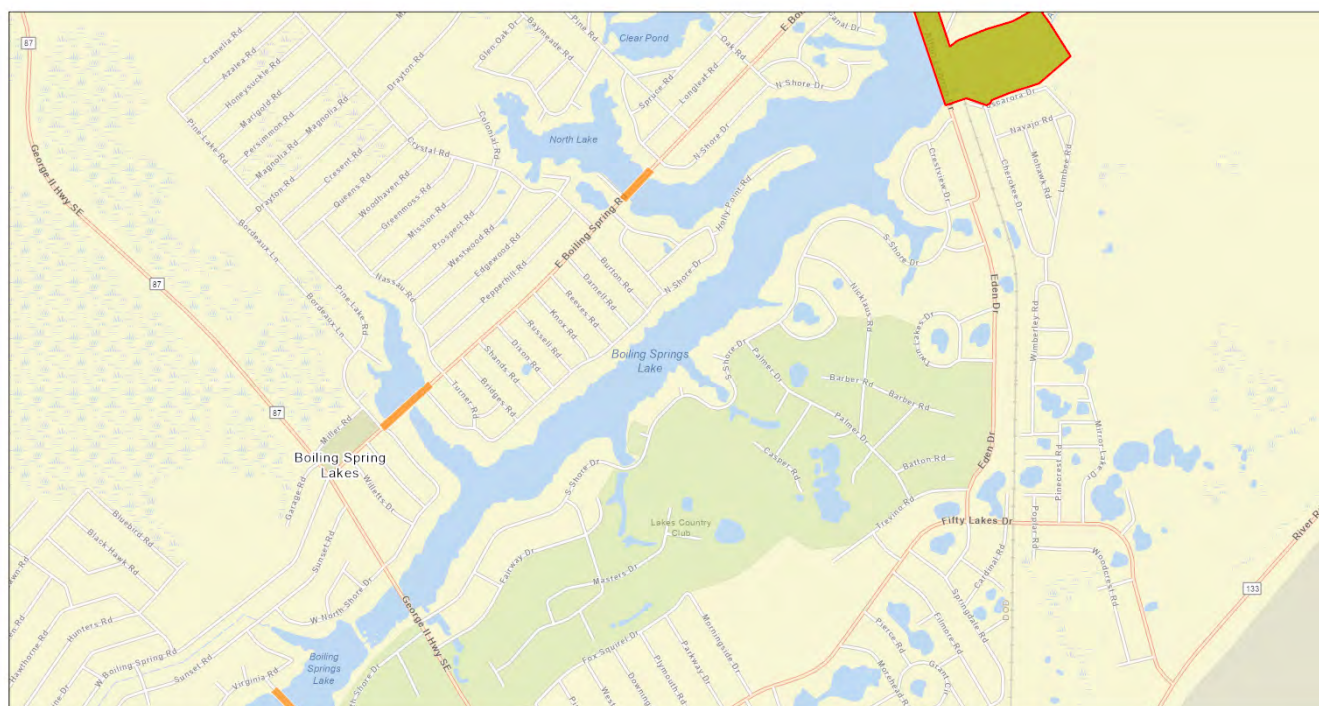 87
Camelia Rd
Azalea Rd
Honeysuckle Rd
Marigold Rd
Persimmon Rd
Magnolia Rd
Magnolia Rd
Drayton Rd
Drayton Rd
Cresent Rd
Queens Rd
Woodhaven Rd
Greenmoss Rd
Mission Rd
Prospect Rd
Westwood Rd
Edgewood Rd
Pepperhill Rd
Pine Lake Rd
Bordeaux Ln
Bordeaux Ln
Pine Lake Rd
Nassau Rd
Crystal Rd
Colonial Rd
Glen Oak Dr
Baymeade Rd
Pine Rd
Clear Pond
Spruce Rd
Longleaf Rd
Oak Rd
N Shore Dr
N Shore Dr
North Lake
E Boiling Spring
Holly Point Rd
N Shore Dr
Burton Rd
Darnell Rd
Reeves Rd
Knox Rd
Russell Rd
Dixon Rd
Shands Rd
Bridges Rd
Turner Rd
Boiling Springs
Lake
George II Hwy SE
87
87
Miller Rd
Boiling Spring
Lakes
Garage Rd
Willetts Dr
Sunset Rd
Bluebird Rd
Black Hawk Rd
Hunters Rd
Hawthorne Rd
W Boiling Spring Rd
Sunset Rd
Virginia Rd
W North Shore Dr
Boiling
Springs
Lake
George II Hwy SE
Fairway Dr
S Shore Dr
Masters Dr
Lakes Country
Club
Fox Squirel Dr
Morningside Dr
Parkway Dr
Plymouth Rd
S Shore Dr
S Shore Dr
Palmer Dr
Palmer Dr
Nicklaus Rd
Barber Rd
Barber Rd
Casper Rd
Batton Rd
Trevino Rd
Twin Lakes Dr
Crestview Dr
Eden Dr
Eden Dr
Navajo Rd
Mohawk Rd
Lumbee Rd
Cherokee Dr
Wimberley Rd
Pinecrest Rd
Mirror Lake Dr
Fifty Lakes Dr
Poplar Rd
Cardinal Rd
Springdale Rd
Filmore Rd
Grant Cir
Pierce Rd
Woodcrest Rd
DOD
133